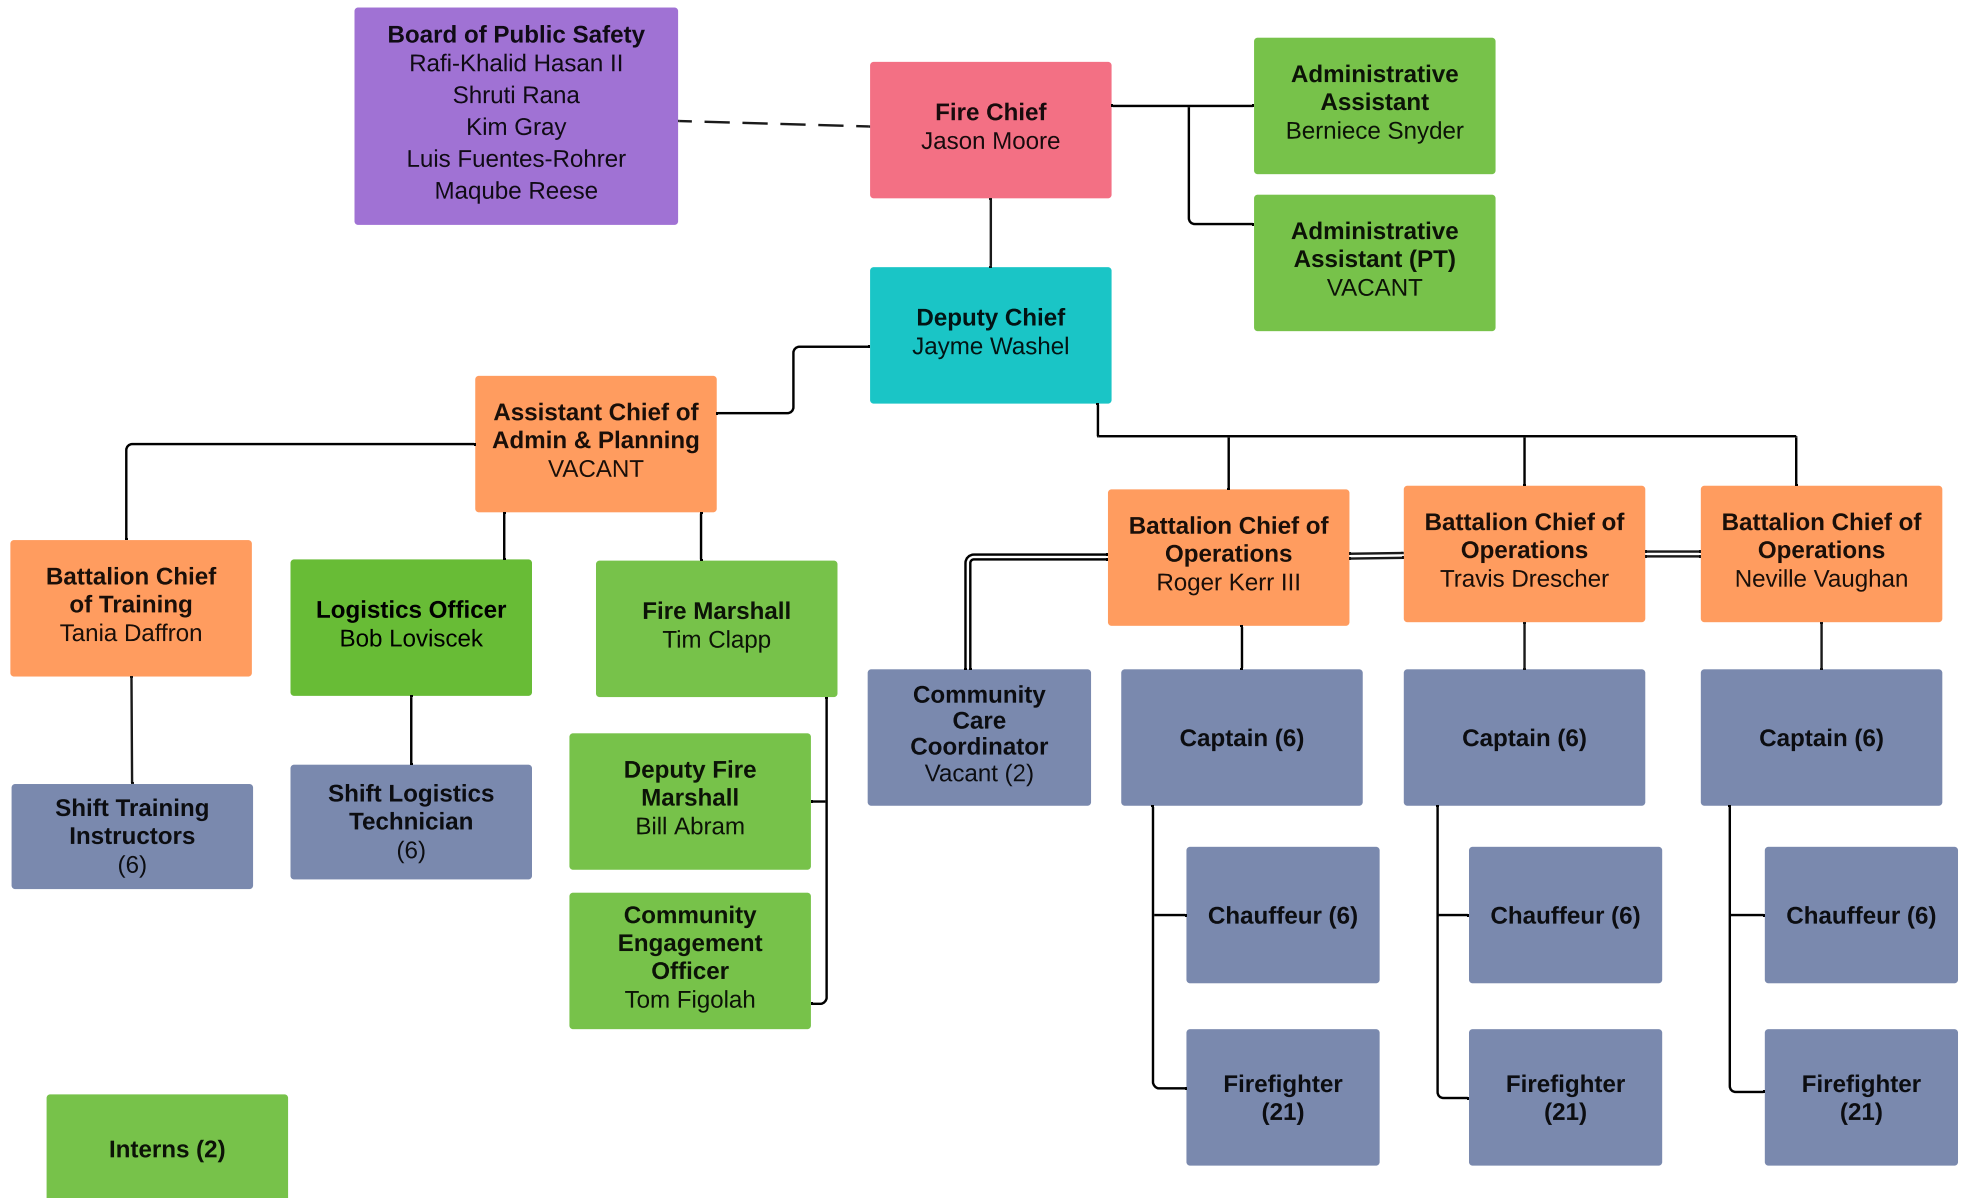 Board of Public Safety
Rafi-Khalid Hasan II
Shruti Rana
Kim Gray
Luis Fuentes-Rohrer
Maqube Reese
Fire Chief
Jason Moore
Administrative
Assistant
Berniece Snyder
Administrative
Assistant (PT)
VACANT
Deputy Chief
Jayme Washel
Assistant Chief of
Admin & Planning
VACANT
Battalion Chief of
Operations
Roger Kerr III
Battalion Chief of
Operations
Travis Drescher
Battalion Chief of
Operations
Neville Vaughan
Battalion Chief
of Training
Tania Daffron
Logistics Officer
Bob Loviscek
Fire Marshall
Tim Clapp
Community
Care
Coordinator
Vacant (2)
Captain (6)
Captain (6)
Captain (6)
Shift Training
Instructors
(6)
Shift Logistics
Technician
(6)
Deputy Fire
Marshall
Bill Abram
Chauffeur (6)
Chauffeur (6)
Chauffeur (6)
Community
Engagement
Officer
Tom Figolah
Firefighter
(21)
Firefighter
(21)
Firefighter
(21)
Interns (2)